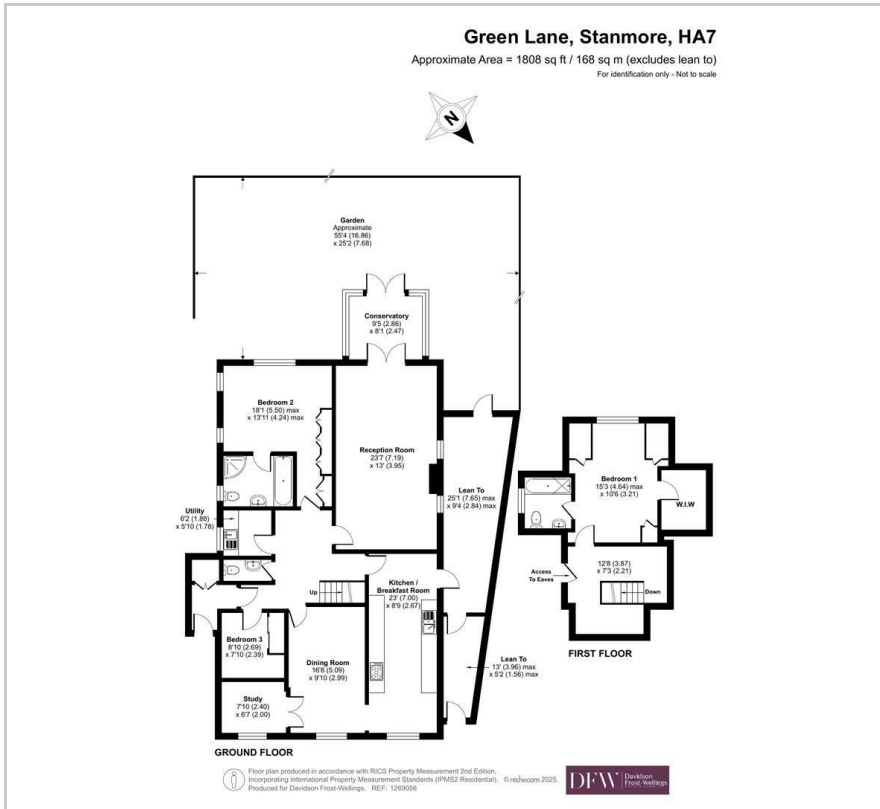 Green Lane, Stanmore, HA7
Approximate Area = 1808 sq ft / 168 sq m (excludes lean to)
For identification only - Not to scale
N
Garden
Approximate
55'4 (16.86)
x 25'2 (7.68)
Conservatory
9'5 (2.86)
x 8'1 (2.47)
Bedroom 2
18'1 (5.50) max
x 13'11 (4.24) max
Reception Room
23'7 (7.19)
x 13' (3.95)
Lean To
25'1 (7.65) max
x 9'4 (2.84) max
Utility
6'2 (1.88)
x 5'10 (1.78)
Up
Kitchen /
Breakfast Room
23' (7.00)
x 8'9 (2.67)
Bedroom 3
8'10 (2.69)
x 7'10 (2.39)
Dining Room
16'8 (5.09)
x 9'10 (2.99)
Lean To
13' (3.96) max
x 5'2 (1.56) max
Study
7'10 (2.40)
x 6'7 (2.00)
GROUND FLOOR
Bedroom 1
15'3 (4.64) max
x 10'6 (3.21)
W.I.W
12'8 (3.87)
x 7'3 (2.21)
Access
To Eaves
Down
FIRST FLOOR
Floor plan produced in accordance with RICS Property Measurement 2nd Edition,
Incorporating International Property Measurement Standards (IPMS2 Residential). © nichecom 2025.
Produced for Davidson Frost-Wellings. REF: 1269056
DFW
Davidson
Frost-Wellings